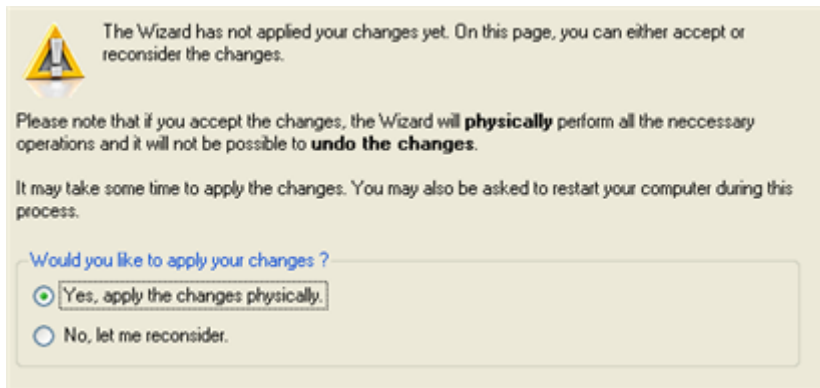 The Wizard has not applied your changes yet. On this page, you can either accept or
reconsider the changes.
Please note that if you accept the changes, the Wizard will physically perform all the neccessary
operations and it will not be possible to undo the changes.
It may take some time to apply the changes. You may also be asked to restart your computer during this
process.
Would you like to apply your changes ?
Yes, apply the changes physically.
No, let me reconsider.